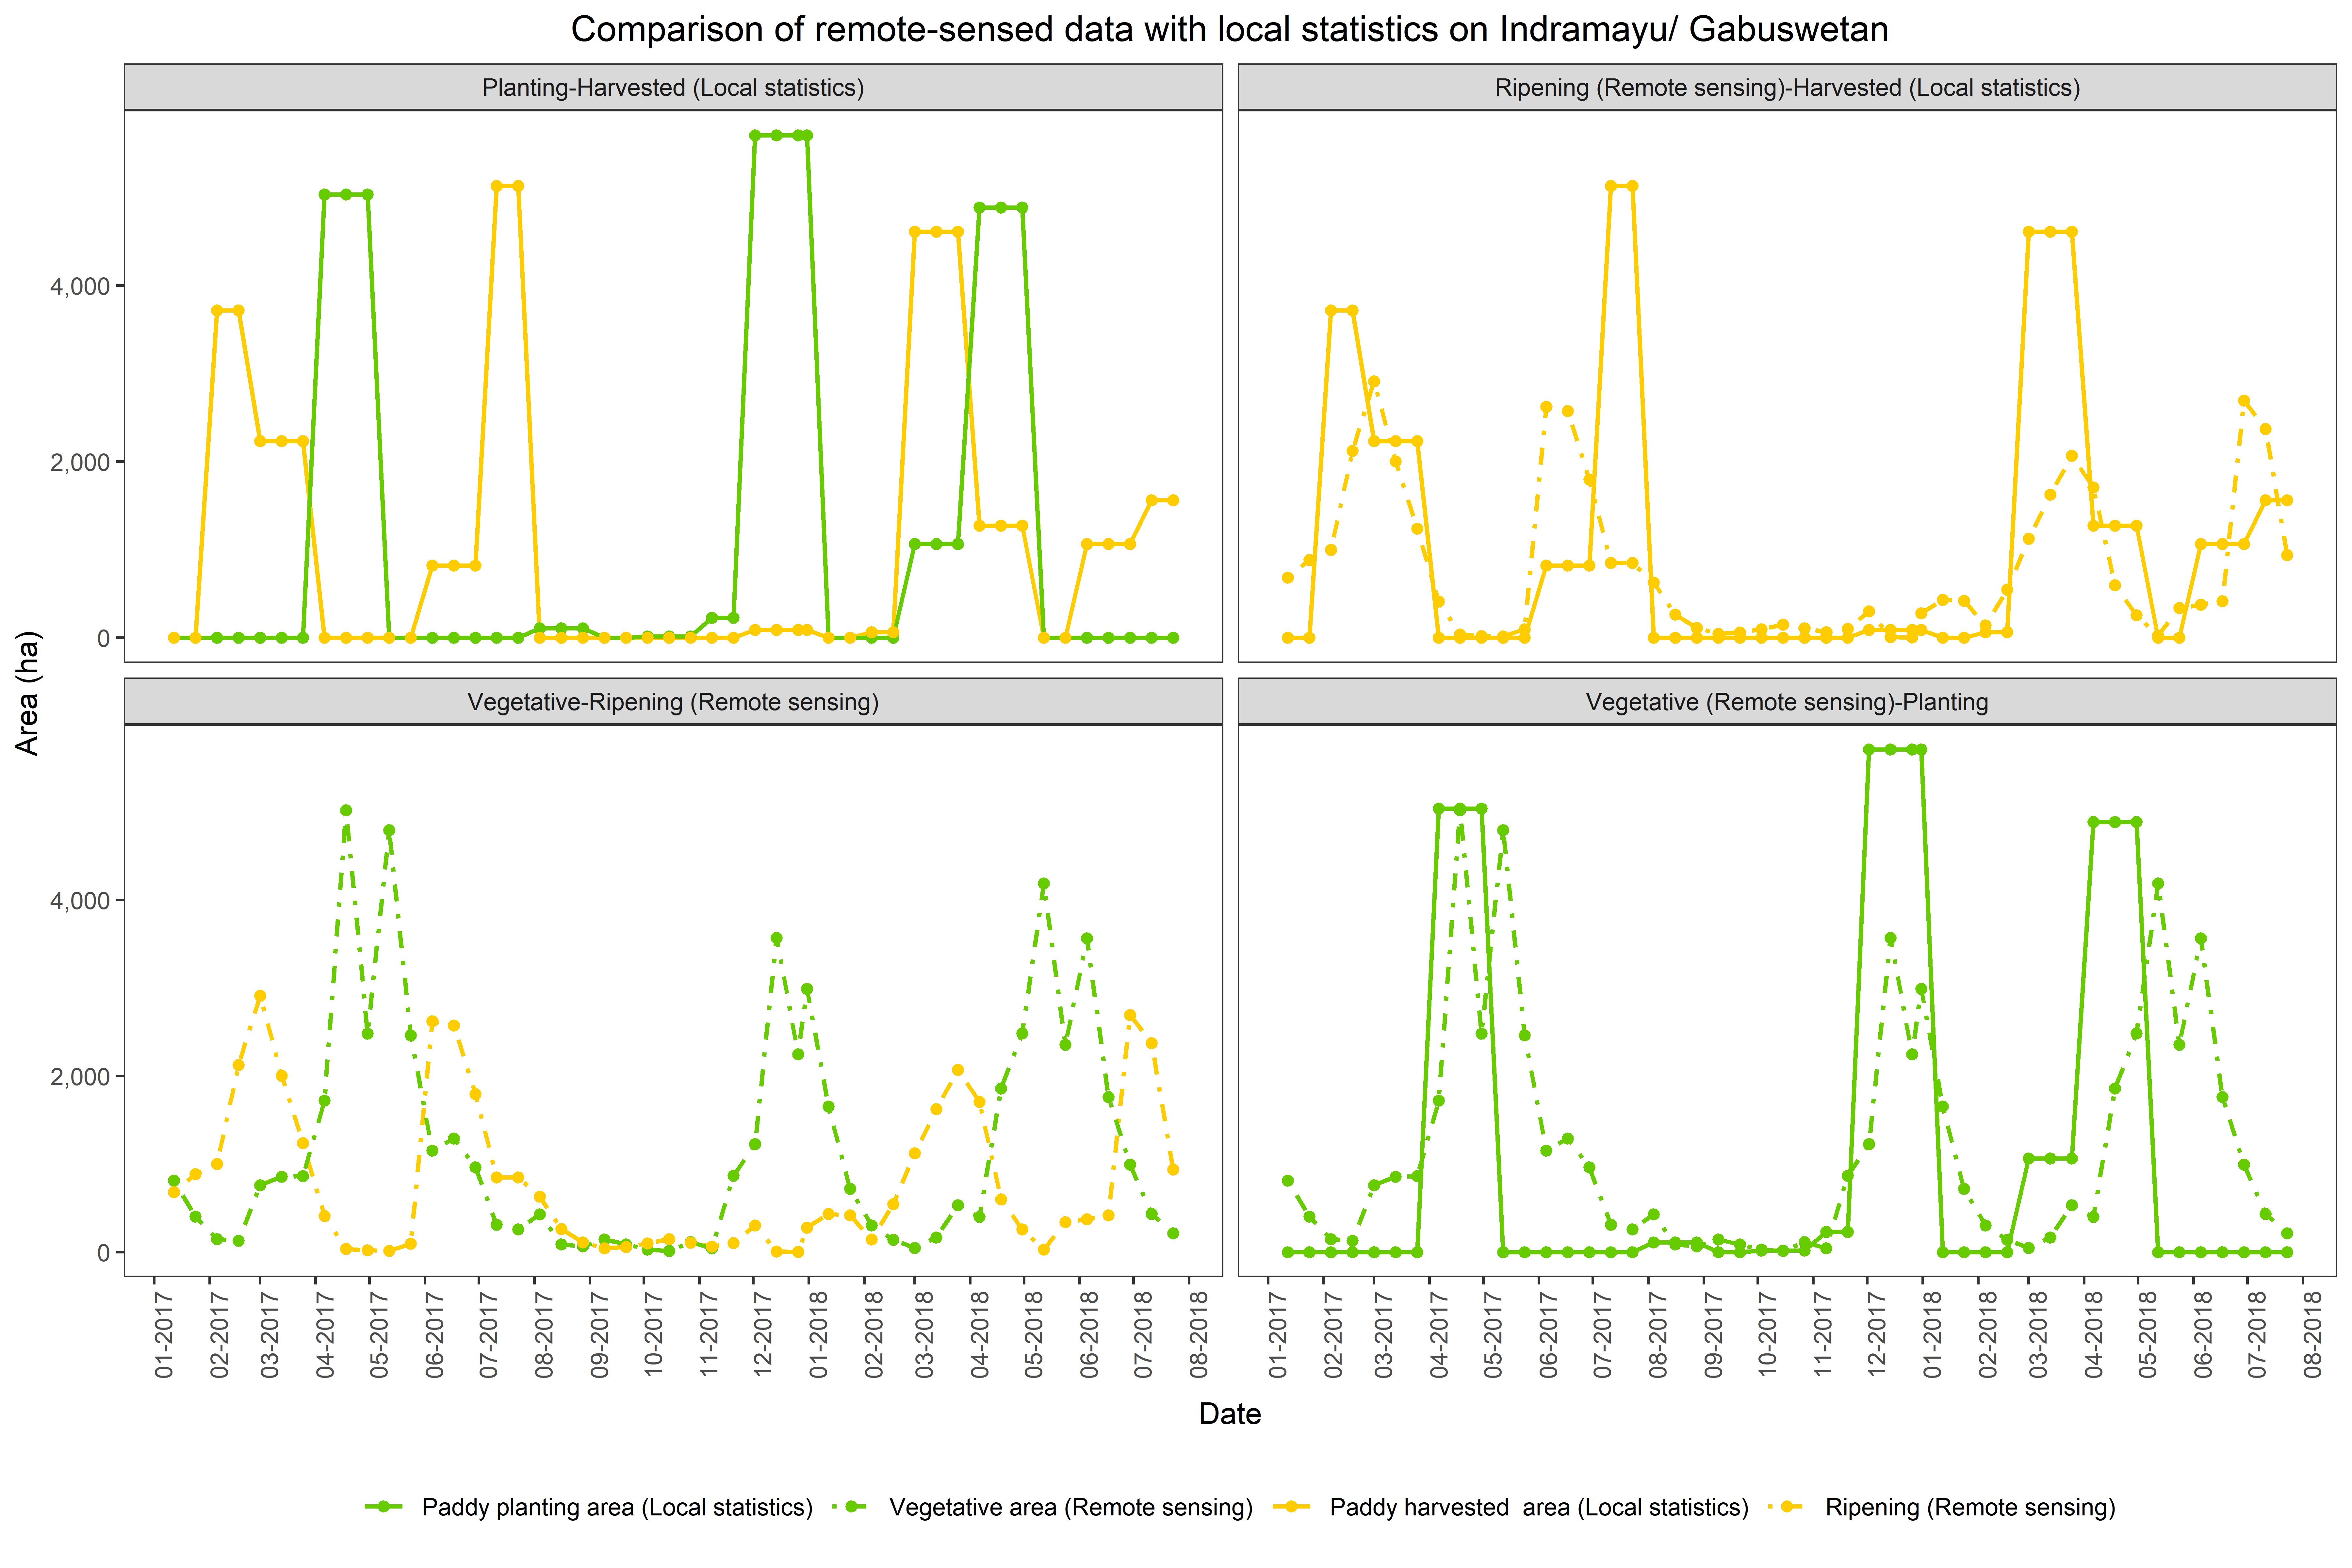 Comparison of remote-sensed data with local statistics on Indramayu/ Gabuswetan
Planting-Harvested (Local statistics)
Ripening (Remote sensing)-Harvested (Local statistics)
4,000
2,000
0
Area (ha)
Vegetative-Ripening (Remote sensing)
Vegetative (Remote sensing)-Planting
4,000
2,000
0
01-2017 02-2017 03-2017 04-2017 05-2017 06-2017 07-2017 08-2017 09-2017 10-2017 11-2017 12-2017 01-2018 02-2018 03-2018 04-2018 05-2018 06-2018 07-2018 08-2018
01-2017 02-2017 03-2017 04-2017 05-2017 06-2017 07-2017 08-2017 09-2017 10-2017 11-2017 12-2017 01-2018 02-2018 03-2018 04-2018 05-2018 06-2018 07-2018 08-2018
Date
Paddy planting area (Local statistics) Vegetative area (Remote sensing) Paddy harvested  area (Local statistics) Ripening (Remote sensing)